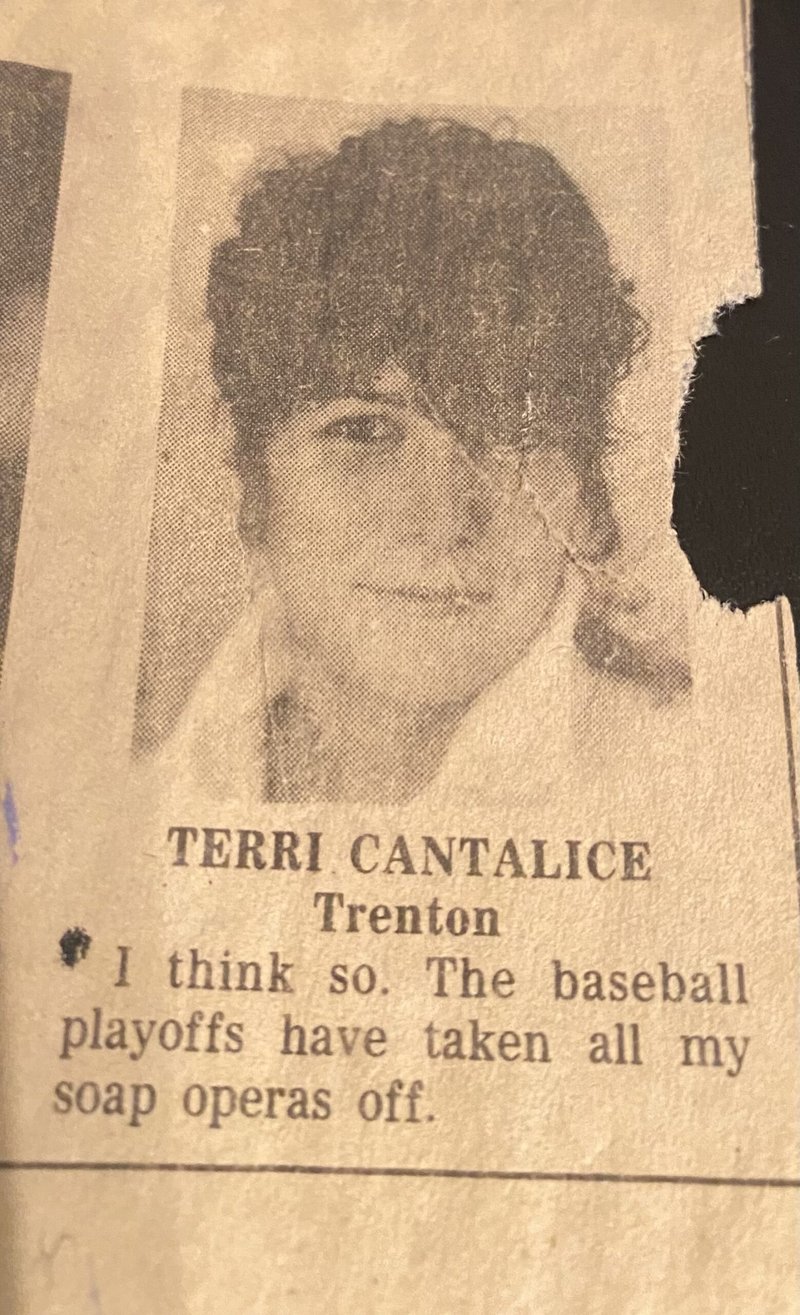 TERRI CANTALICE
Trenton
I think so. The baseball
playoffs have taken all my
soap operas off.